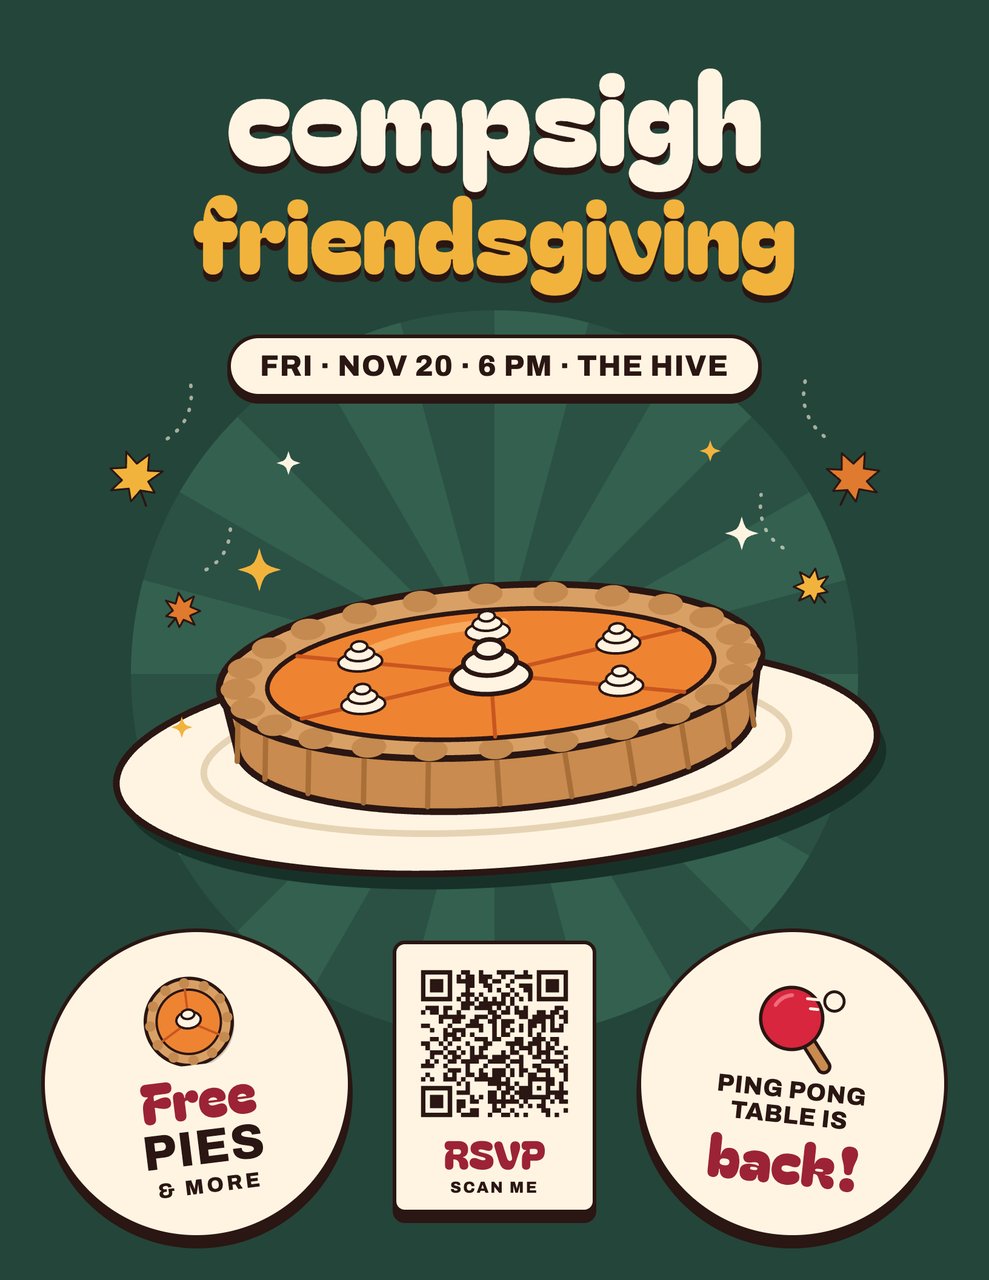 compsigh
friendsgiving
FRI · NOV 20 · 6 PM · THE HIVE
Free
PIES
& MORE
RSVP
SCAN ME
PING PONG
TABLE IS
back!